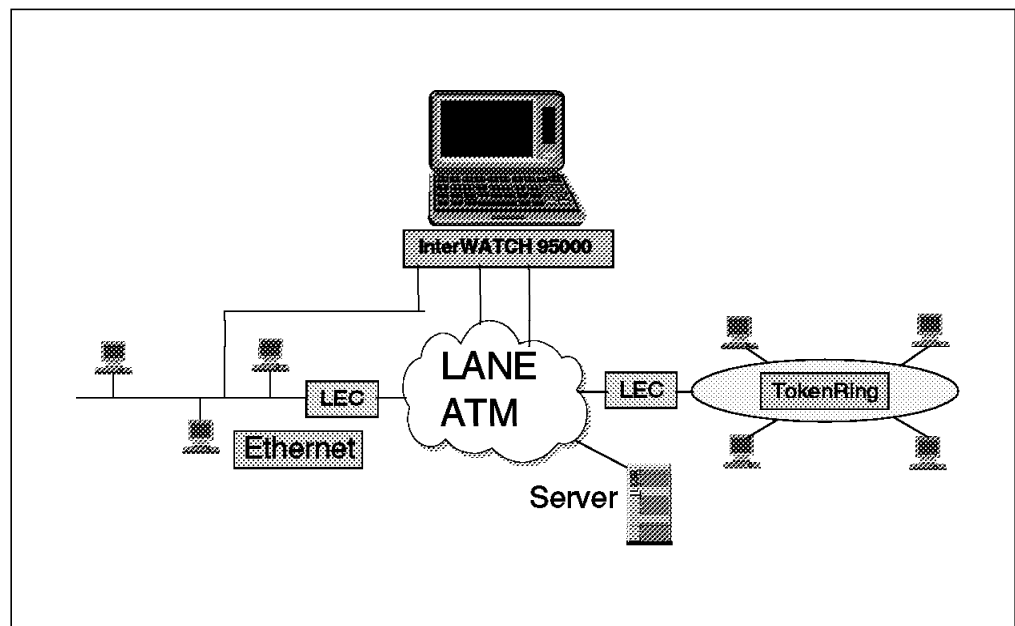 InterWATCH 95000
LANE
ATM
LEC
LEC
TokenRing
Ethernet
Server